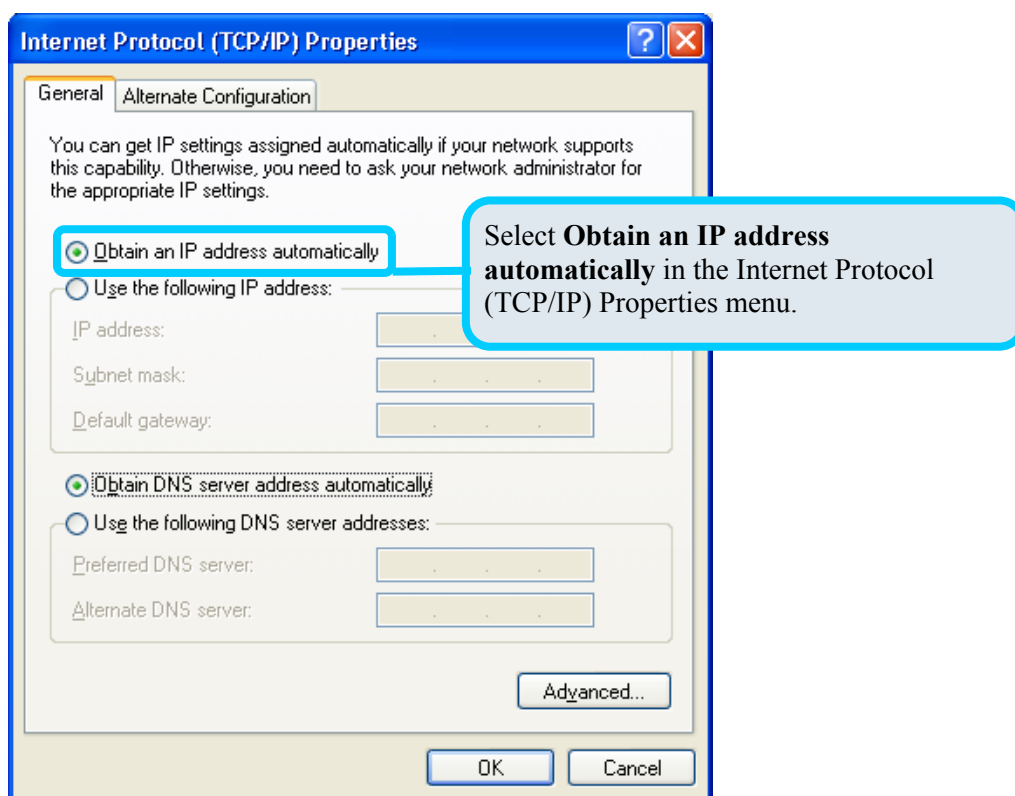 Internet Protocol (TCP/IP) Properties
General
Alternate Configuration
You can get IP settings assigned automatically if your network supports
this capability. Otherwise, you need to ask your network administrator for
the appropriate IP settings.
Obtain an IP address automatically
Select Obtain an IP address
automatically in the Internet Protocol
(TCP/IP) Properties menu.
Use the following IP address:
IP address:
Subnet mask:
Default gateway:
Obtain DNS server address automatically
Use the following DNS server addresses:
Preferred DNS server:
Alternate DNS server:
Advanced...
OK
Cancel